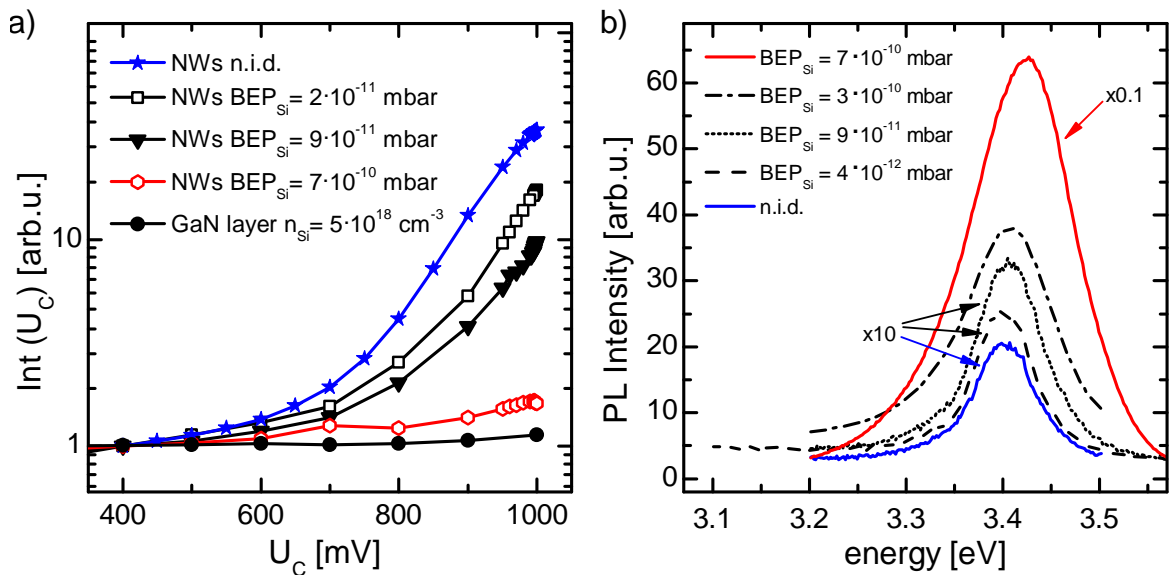 a)
NWs n.i.d.
NWs BEP_Si = 2·10^-11 mbar
NWs BEP_Si = 9·10^-11 mbar
NWs BEP_Si = 7·10^-10 mbar
GaN layer n_Si = 5·10^18 cm^-3
Int (U_C) [arb.u.]
10
1
400 600 800 1000
U_C [mV]
b)
BEP_Si = 7·10^-10 mbar
BEP_Si = 3·10^-10 mbar
BEP_Si = 9·10^-11 mbar
BEP_Si = 4·10^-12 mbar
n.i.d.
x0.1
x10
PL Intensity [arb.u.]
60
50
40
30
20
10
0
3.1 3.2 3.3 3.4 3.5
energy [eV]